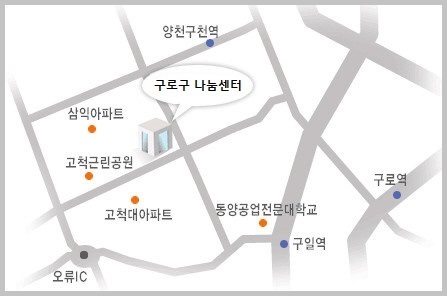 양천구천역
구로구 나눔센터
삼익아파트
고척근린공원
고척대아파트
동양공업전문대학교
구로역
구일역
오류IC